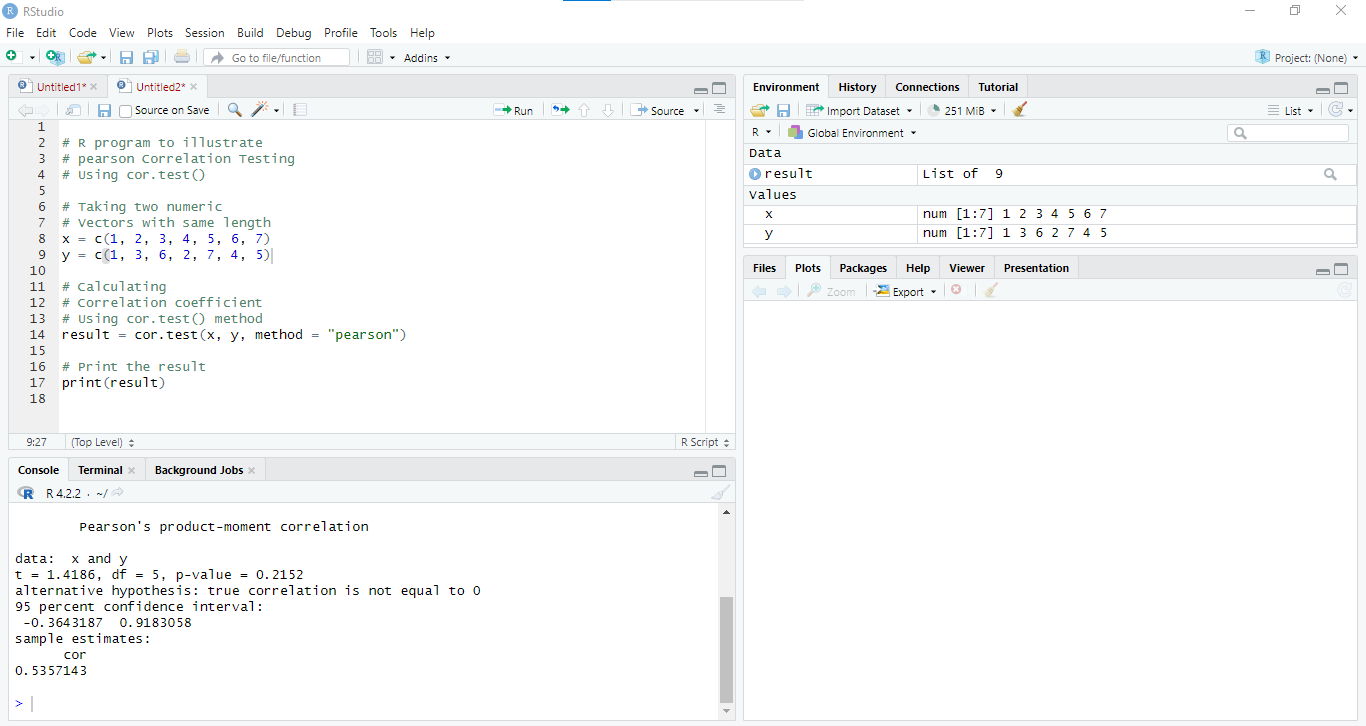 RStudio
File Edit Code View Plots Session Build Debug Profile Tools Help
Go to file/function Addins Project: (None)
Untitled1* Untitled2*
Source on Save Run Source
1
2 # R program to illustrate
3 # pearson Correlation Testing
4 # Using cor.test()
5
6 # Taking two numeric
7 # Vectors with same length
8 x = c(1, 2, 3, 4, 5, 6, 7)
9 y = c(1, 3, 6, 2, 7, 4, 5)
10
11 # Calculating
12 # Correlation coefficient
13 # Using cor.test() method
14 result = cor.test(x, y, method = "pearson")
15
16 # Print the result
17 print(result)
18
9:27 (Top Level) R Script
Console Terminal Background Jobs
R R 4.2.2 · ~/
Pearson's product-moment correlation
data: x and y
t = 1.4186, df = 5, p-value = 0.2152
alternative hypothesis: true correlation is not equal to 0
95 percent confidence interval:
-0.3643187 0.9183058
sample estimates:
cor
0.5357143
>
Environment History Connections Tutorial
Import Dataset 251 MiB List
R Global Environment
Data
result List of 9
Values
x num [1:7] 1 2 3 4 5 6 7
y num [1:7] 1 3 6 2 7 4 5
Files Plots Packages Help Viewer Presentation
Zoom Export